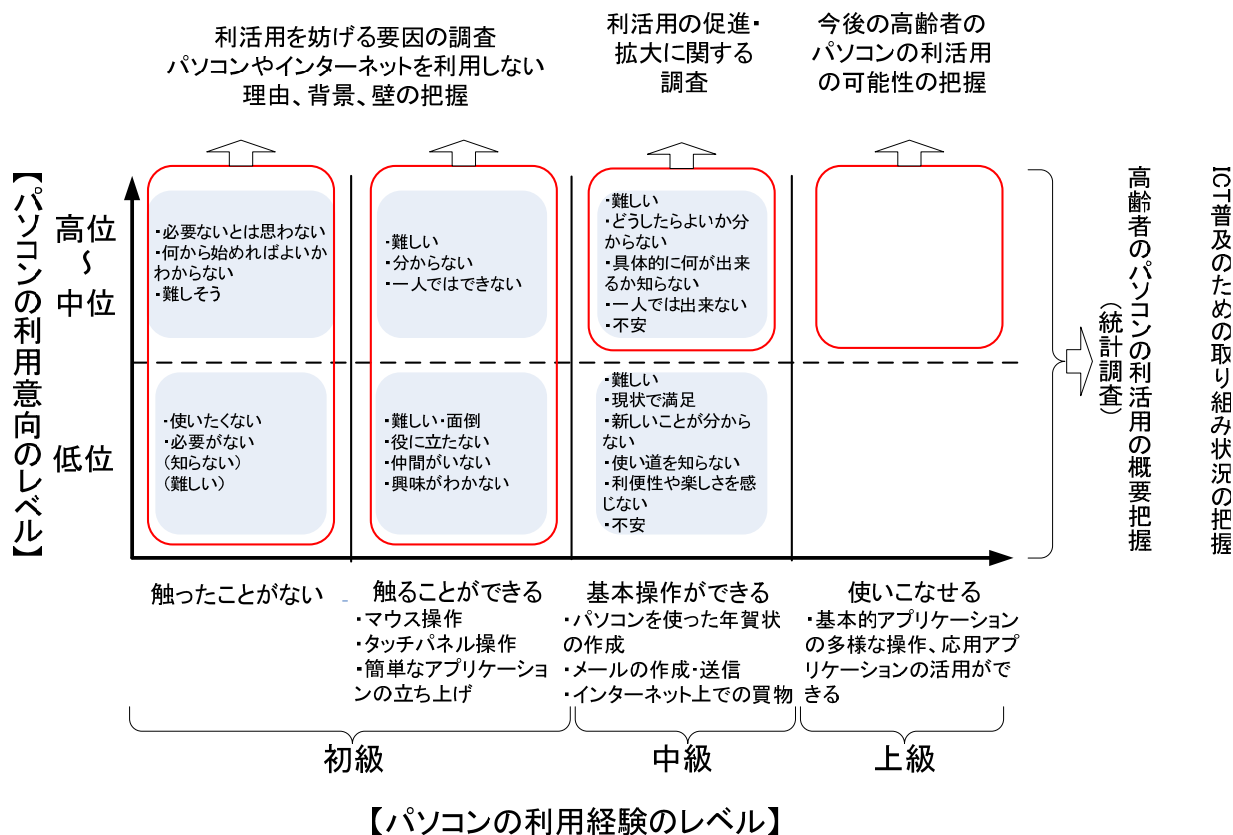 利活用を妨げる要因の調査
パソコンやインターネットを利用しない
理由、背景、壁の把握
利活用の促進・
拡大に関する
調査
今後の高齢者の
パソコンの利活用
の可能性の把握
【パソコンの利用意向のレベル】
高位
～
中位
低位
・必要ないとは思わない
・何から始めればよいか
わからない
・難しそう
・難しい
・分からない
・一人ではできない
・難しい
・どうしたらよいか分
からない
・具体的に何が出来
るか知らない
・一人では出来ない
・不安
・使いたくない
・必要がない
(知らない)
(難しい)
・難しい・面倒
・役に立たない
・仲間がいない
・興味がわかない
・難しい
・現状で満足
・新しいことが分から
ない
・使い道を知らない
・利便性や楽しさを感
じない
・不安
高齢者のパソコンの利活用の概要把握
(統計調査)
ICT普及のための取り組み状況の把握
触ったことがない
触ることができる
・マウス操作
・タッチパネル操作
・簡単なアプリケーショ
ンの立ち上げ
基本操作ができる
・パソコンを使った年賀状
の作成
・メールの作成・送信
・インターネット上での買物
使いこなせる
・基本的アプリケーション
の多様な操作、応用アプ
リケーションの活用がで
きる
初級
中級
上級
【パソコンの利用経験のレベル】